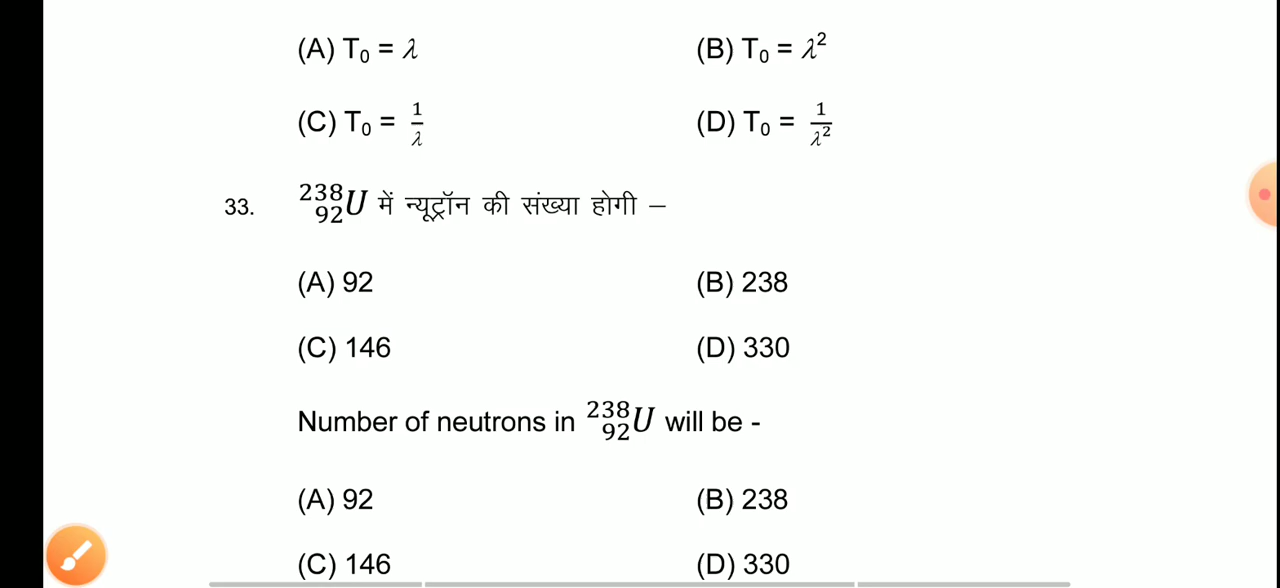 (A) T₀ = λ (B) T₀ = λ²
(C) T₀ = 1/λ (D) T₀ = 1/λ²
33. ²³⁸₉₂U में न्यूट्रॉन की संख्या होगी –
(A) 92 (B) 238
(C) 146 (D) 330
Number of neutrons in ²³⁸₉₂U will be -
(A) 92 (B) 238
(C) 146 (D) 330